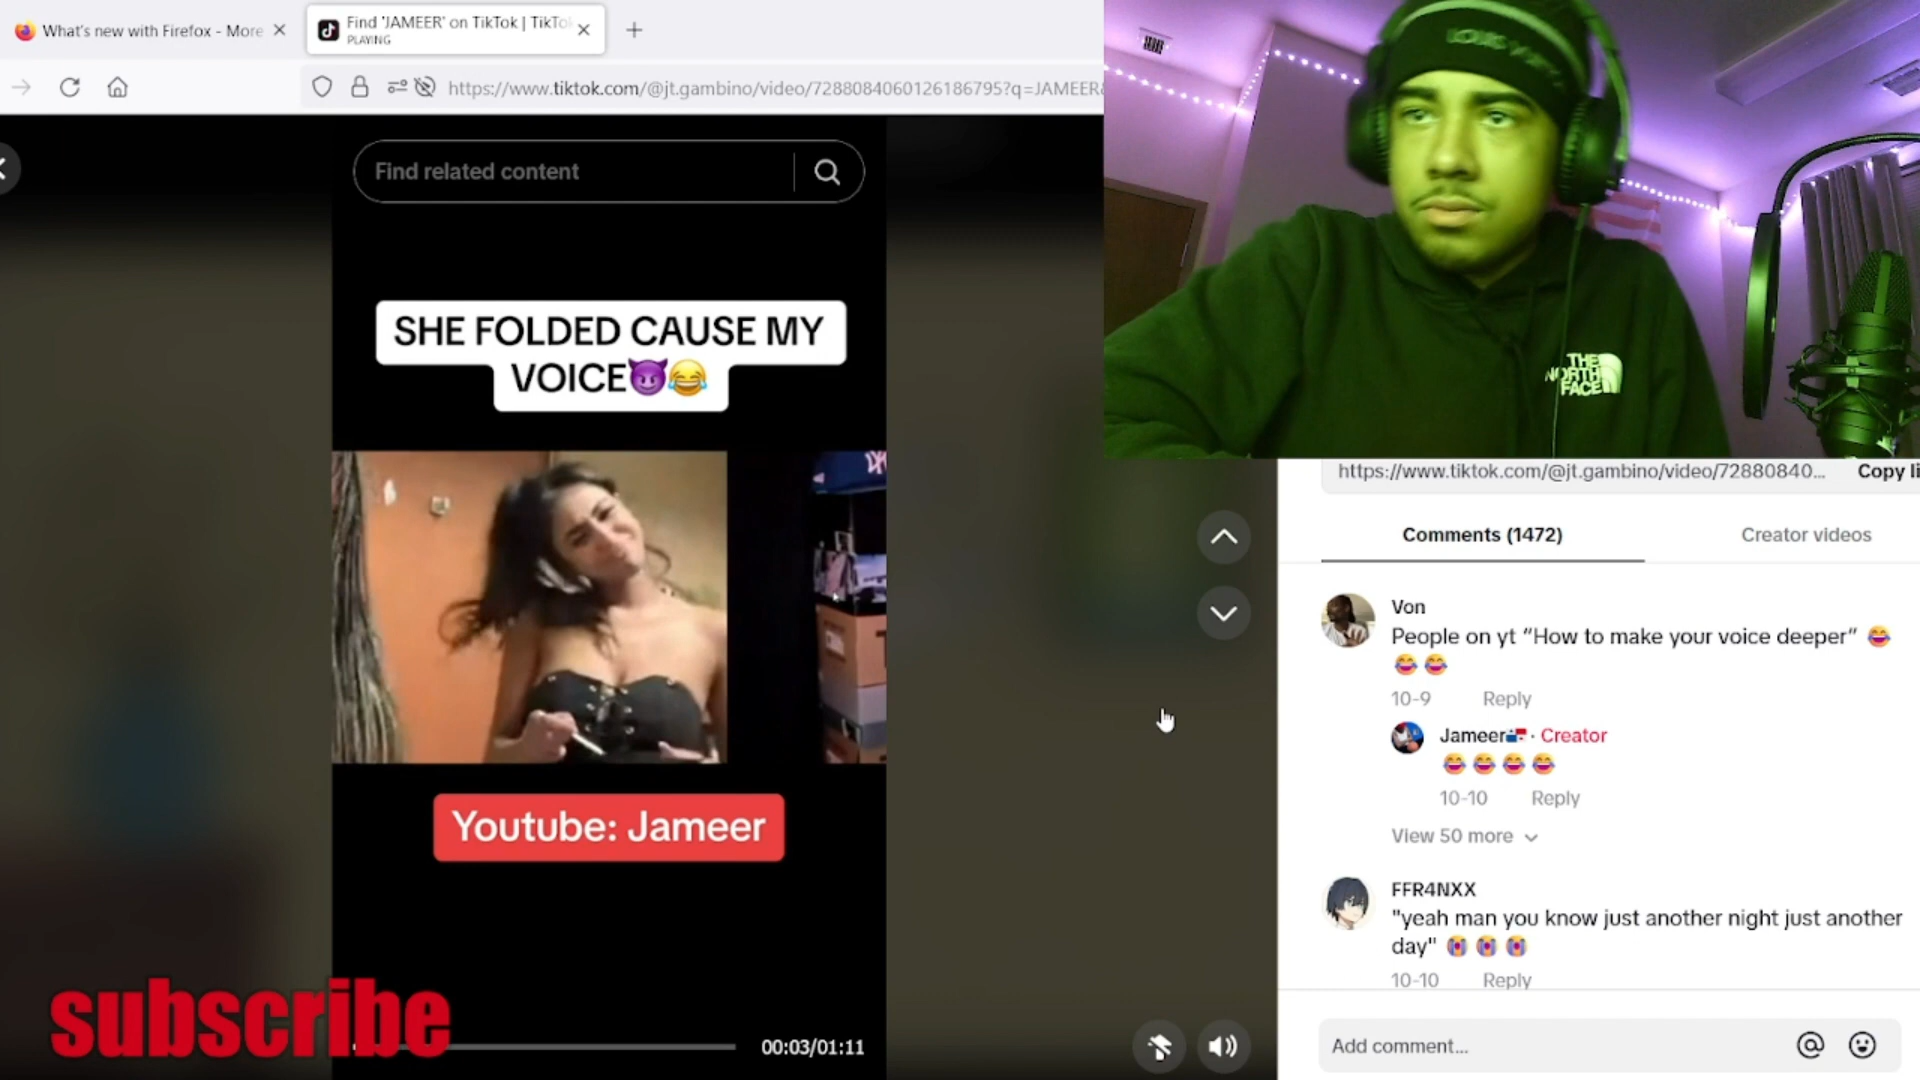 What's new with Firefox - More
Find 'JAMEER' on TikTok | TikTo
PLAYING
https://www.tiktok.com/@jt.gambino/video/7288084060126186795?q=JAMEER
Find related content
SHE FOLDED CAUSE MY
VOICE😈😂
Youtube: Jameer
subscribe
00:03/01:11
LOUIS
THE
NORTH
FACE
https://www.tiktok.com/@jt.gambino/video/72880840...
Copy li
Comments (1472)
Creator videos
Von
People on yt “How to make your voice deeper” 😂
😂😂
10-9 Reply
Jameer🇵🇦 · Creator
😂😂😂😂
10-10 Reply
View 50 more
FFR4NXX
"yeah man you know just another night just another
day" 😭😭😭
10-10 Reply
Add comment...